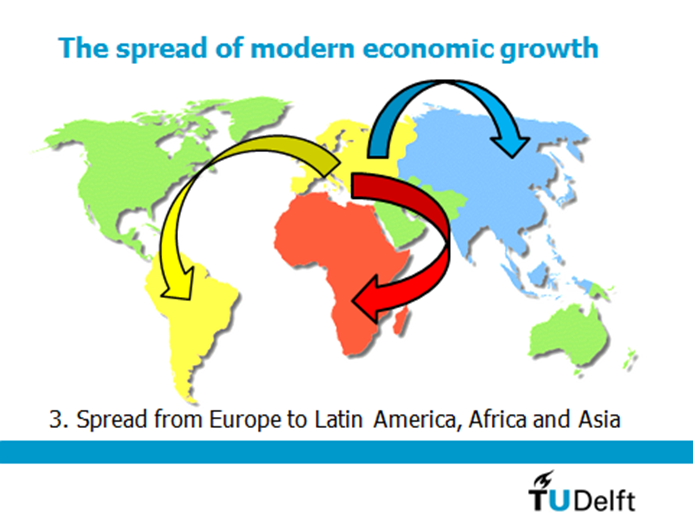 The spread of modern economic growth
3. Spread from Europe to Latin America, Africa and Asia
TUDelft